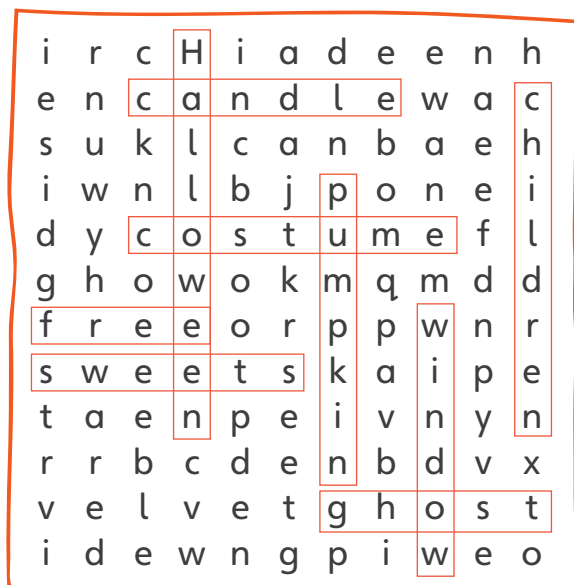 i r c H i a d e e n h
e n c a n d l e w a c
s u k l c a n b a e h
i w n l b j p o n e i
d y c o s t u m e f l
g h o w o k m q m d d
f r e e o r p p w n r
s w e e t s k a i p e
t a e n p e i v n y n
r r b c d e n b d v x
v e l v e t g h o s t
i d e w n g p i w e o